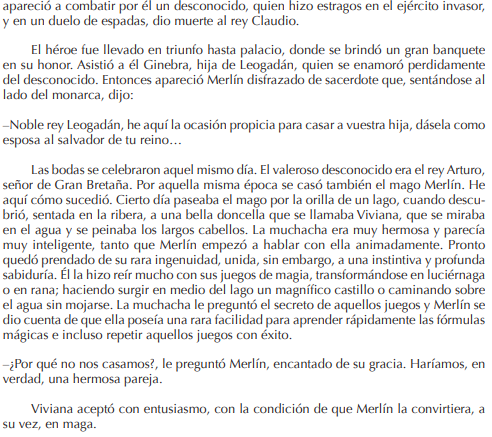 apareció a combatir por él un desconocido, quien hizo estragos en el ejército invasor,
y en un duelo de espadas, dio muerte al rey Claudio.
El héroe fue llevado en triunfo hasta palacio, donde se brindó un gran banquete
en su honor. Asistió a él Ginebra, hija de Leogadán, quien se enamoró perdidamente
del desconocido. Entonces apareció Merlín disfrazado de sacerdote que, sentándose al
lado del monarca, dijo:
–Noble rey Leogadán, he aquí la ocasión propicia para casar a vuestra hija, dásela como
esposa al salvador de tu reino…
Las bodas se celebraron aquel mismo día. El valeroso desconocido era el rey Arturo,
señor de Gran Bretaña. Por aquella misma época se casó también el mago Merlín. He
aquí cómo sucedió. Cierto día paseaba el mago por la orilla de un lago, cuando descu-
brió, sentada en la ribera, a una bella doncella que se llamaba Viviana, que se miraba
en el agua y se peinaba los largos cabellos. La muchacha era muy hermosa y parecía
muy inteligente, tanto que Merlín empezó a hablar con ella animadamente. Pronto
quedó prendado de su rara ingenuidad, unida, sin embargo, a una instintiva y profunda
sabiduría. Él la hizo reír mucho con sus juegos de magia, transformándose en luciérnaga
o en rana; haciendo surgir en medio del lago un magnífico castillo o caminando sobre
el agua sin mojarse. La muchacha le preguntó el secreto de aquellos juegos y Merlín se
dio cuenta de que ella poseía una rara facilidad para aprender rápidamente las fórmulas
mágicas e incluso repetir aquellos juegos con éxito.
–¿Por qué no nos casamos?, le preguntó Merlín, encantado de su gracia. Haríamos, en
verdad, una hermosa pareja.
Viviana aceptó con entusiasmo, con la condición de que Merlín la convirtiera, a
su vez, en maga.